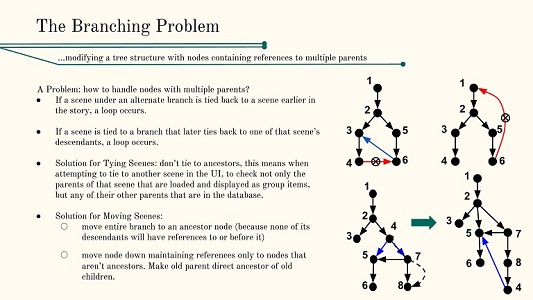 The Branching Problem
...modifying a tree structure with nodes containing references to multiple parents
A Problem: how to handle nodes with multiple parents?
● If a scene under an alternate branch is tied back to a scene earlier in
the story, a loop occurs.
● If a scene is tied to a branch that later ties back to one of that scene's
descendants, a loop occurs.
● Solution for Tying Scenes: don't tie to ancestors, this means when
attempting to tie to another scene in the UI, to check not only the
parents of that scene that are loaded and displayed as group items,
but any of their other parents that are in the database.
● Solution for Moving Scenes:
○ move entire branch to an ancestor node (because none of its
descendants will have references to or before it)
○ move node down maintaining references only to nodes that
aren't ancestors. Make old parent direct ancestor of old
children.
1
2
3 5
4 6
1
2
3 5
4 6
1
2
3 4
5 7
6 8
1
2
3
5 7
6 8
4